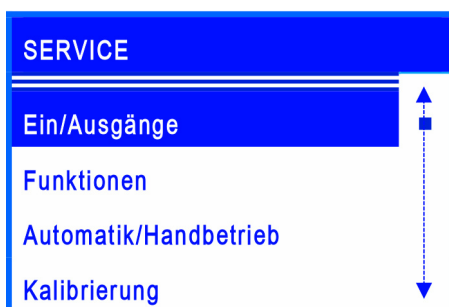 SERVICE
Ein/Ausgänge
Funktionen
Automatik/Handbetrieb
Kalibrierung